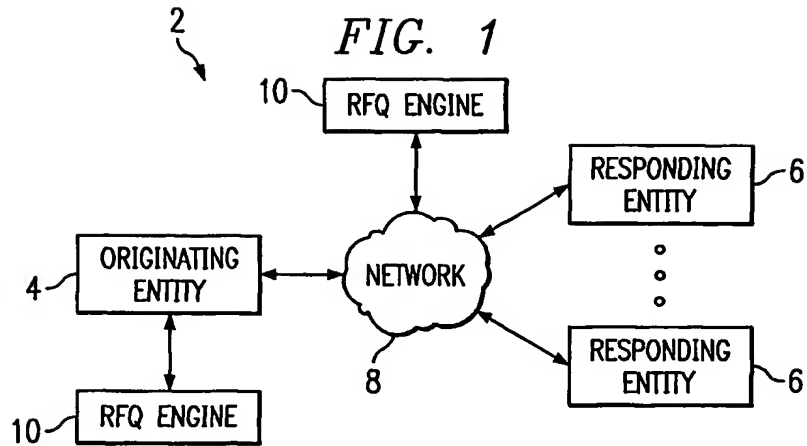 2
FIG. 1
10
RFQ ENGINE
RESPONDING
ENTITY
6
ORIGINATING
ENTITY
4
NETWORK
8
RESPONDING
ENTITY
6
10
RFQ ENGINE